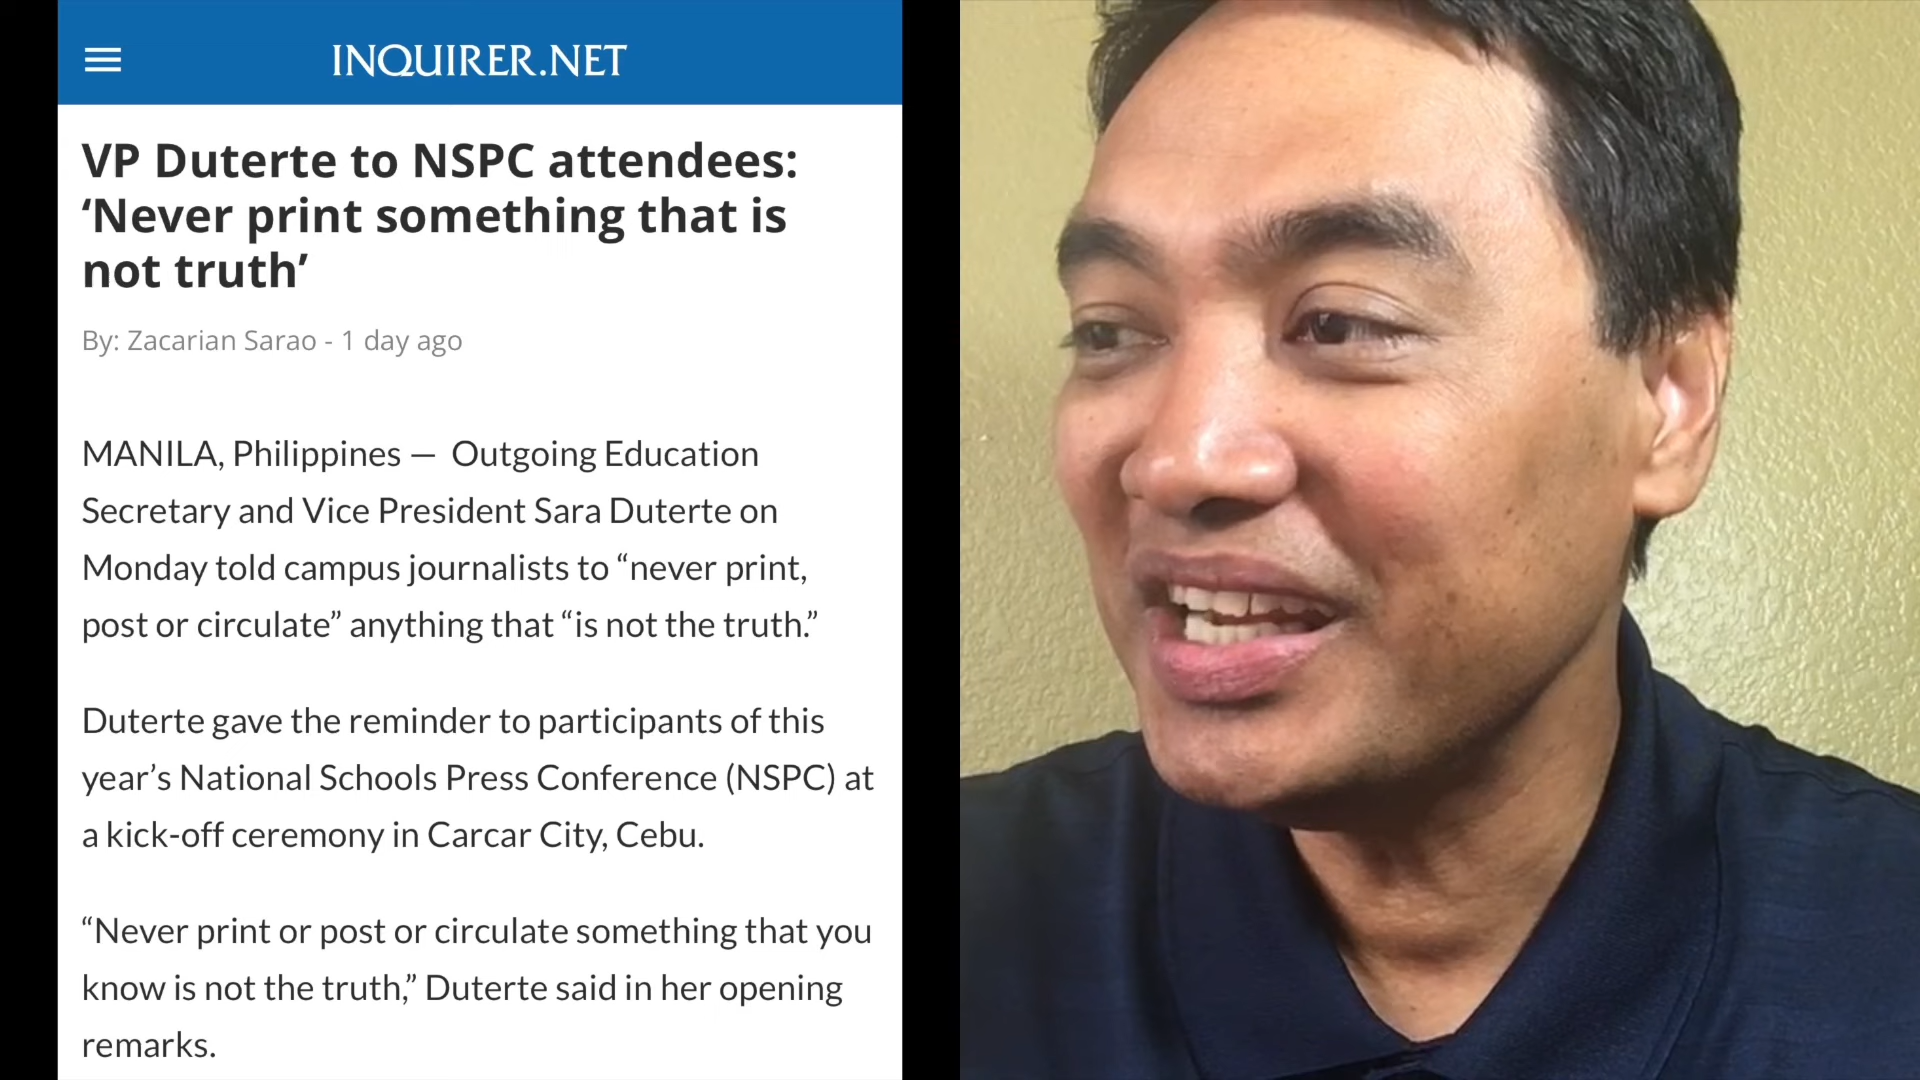 INQUIRER.NET
VP Duterte to NSPC attendees:
‘Never print something that is
not truth’
By: Zacarian Sarao - 1 day ago
MANILA, Philippines — Outgoing Education
Secretary and Vice President Sara Duterte on
Monday told campus journalists to “never print,
post or circulate” anything that “is not the truth.”
Duterte gave the reminder to participants of this
year’s National Schools Press Conference (NSPC) at
a kick-off ceremony in Carcar City, Cebu.
“Never print or post or circulate something that you
know is not the truth,” Duterte said in her opening
remarks.